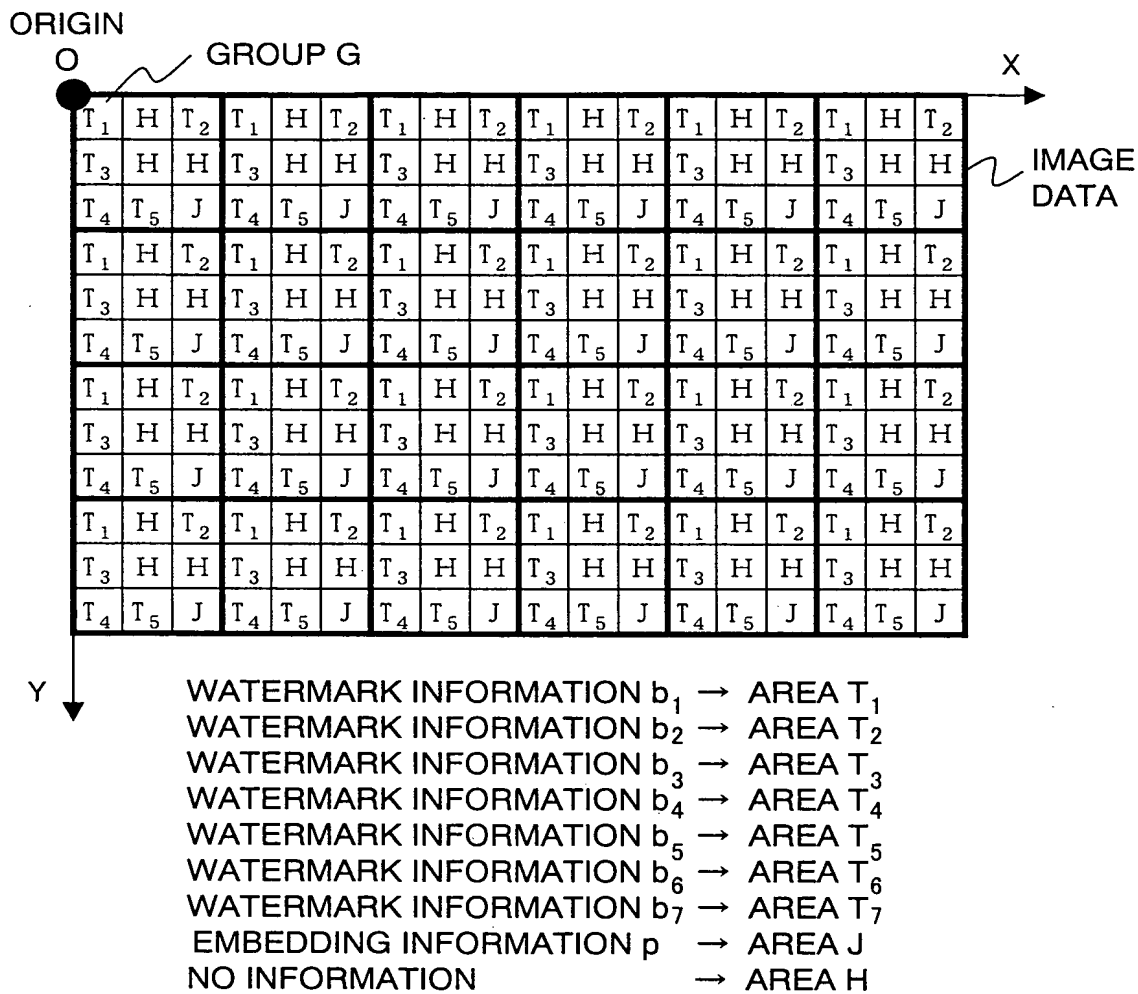 ORIGIN
O
GROUP G
X
T1 H T2 T1 H T2 T1 H T2 T1 H T2 T1 H T2 T1 H T2
T3 H H T3 H H T3 H H T3 H H T3 H H T3 H H
T4 T5 J T4 T5 J T4 T5 J T4 T5 J T4 T5 J T4 T5 J
T1 H T2 T1 H T2 T1 H T2 T1 H T2 T1 H T2 T1 H T2
T3 H H T3 H H T3 H H T3 H H T3 H H T3 H H
T4 T5 J T4 T5 J T4 T5 J T4 T5 J T4 T5 J T4 T5 J
T1 H T2 T1 H T2 T1 H T2 T1 H T2 T1 H T2 T1 H T2
T3 H H T3 H H T3 H H T3 H H T3 H H T3 H H
T4 T5 J T4 T5 J T4 T5 J T4 T5 J T4 T5 J T4 T5 J
T1 H T2 T1 H T2 T1 H T2 T1 H T2 T1 H T2 T1 H T2
T3 H H T3 H H T3 H H T3 H H T3 H H T3 H H
T4 T5 J T4 T5 J T4 T5 J T4 T5 J T4 T5 J T4 T5 J
IMAGE
DATA
Y
WATERMARK INFORMATION b1 → AREA T1
WATERMARK INFORMATION b2 → AREA T2
WATERMARK INFORMATION b3 → AREA T3
WATERMARK INFORMATION b4 → AREA T4
WATERMARK INFORMATION b5 → AREA T5
WATERMARK INFORMATION b6 → AREA T6
WATERMARK INFORMATION b7 → AREA T7
EMBEDDING INFORMATION p → AREA J
NO INFORMATION → AREA H